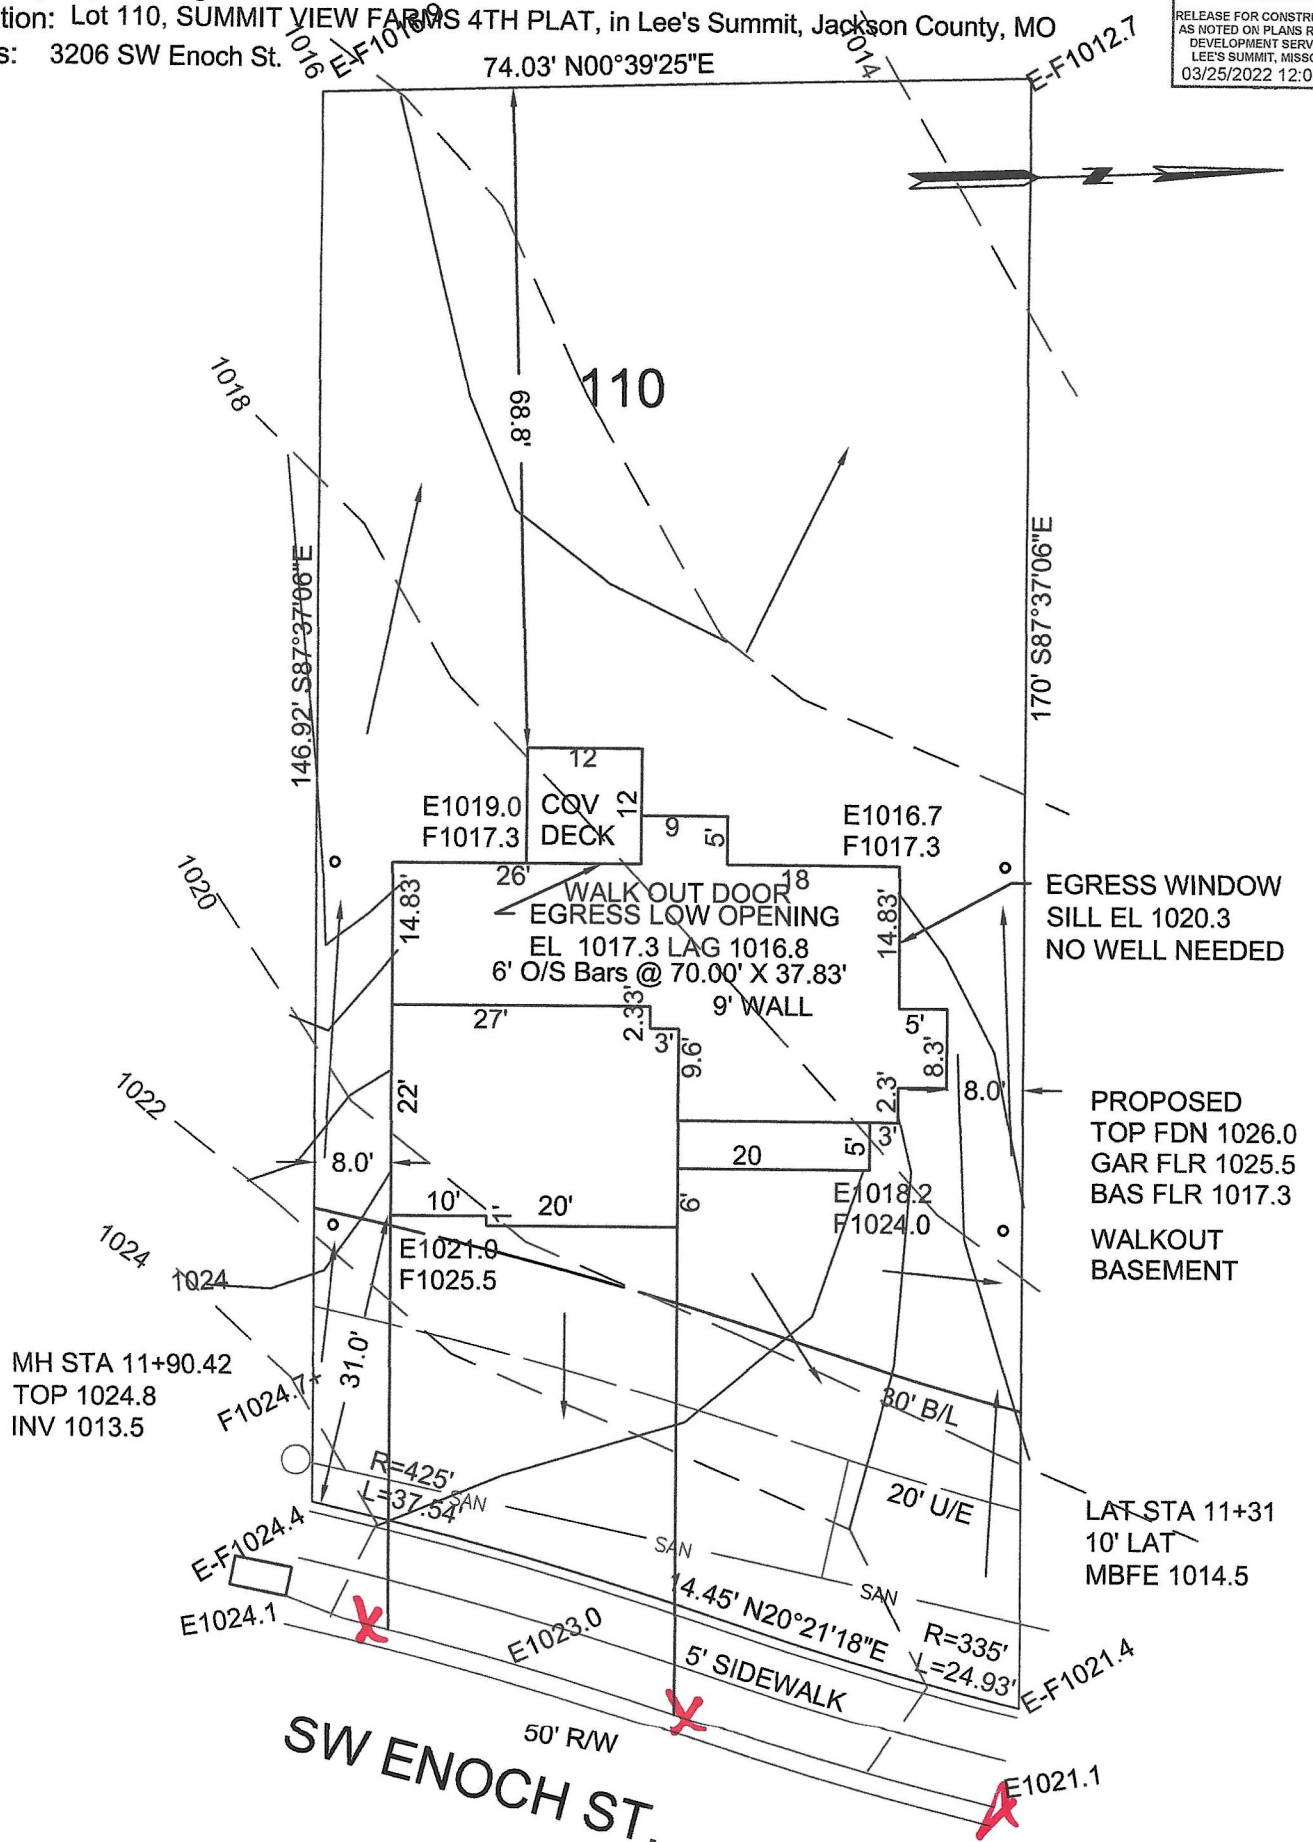 tion: Lot 110, SUMMIT VIEW FARMS 4TH PLAT, in Lee's Summit, Jackson County, MO
s: 3206 SW Enoch St.
RELEASE FOR CONSTR
AS NOTED ON PLANS R
DEVELOPMENT SERV
LEE'S SUMMIT, MISSO
03/25/2022 12:0
1016
E-F1016.9
74.03' N00°39'25"E
1014
E-F1012.7
N
110
68.8'
1018
146.92' S87°37'06"E
170' S87°37'06"E
12
12
COV
DECK
E1019.0
F1017.3
9
5'
E1016.7
F1017.3
26'
18
WALK OUT DOOR
EGRESS LOW OPENING
EL 1017.3 LAG 1016.8
6' O/S Bars @ 70.00' X 37.83'
9' WALL
14.83'
14.83'
EGRESS WINDOW
SILL EL 1020.3
NO WELL NEEDED
1020
27'
2.33'
3'
9.6'
5'
8.3'
2.3'
8.0'
1022
22'
PROPOSED
TOP FDN 1026.0
GAR FLR 1025.5
BAS FLR 1017.3
WALKOUT
BASEMENT
8.0'
20
5'
3'
10'
1'
20'
6'
E1018.2
F1024.0
E1021.0
F1025.5
1024
1024
MH STA 11+90.42
TOP 1024.8
INV 1013.5
F1024.7+
31.0'
30' B/L
R=425'
L=37.54'
SAN
20' U/E
LAT STA 11+31
10' LAT
MBFE 1014.5
SAN
SAN
E-F1024.4
14.45' N20°21'18"E
R=335'
L=24.93'
E1024.1
E1023.0
5' SIDEWALK
E-F1021.4
50' R/W
SW ENOCH ST.
E1021.1